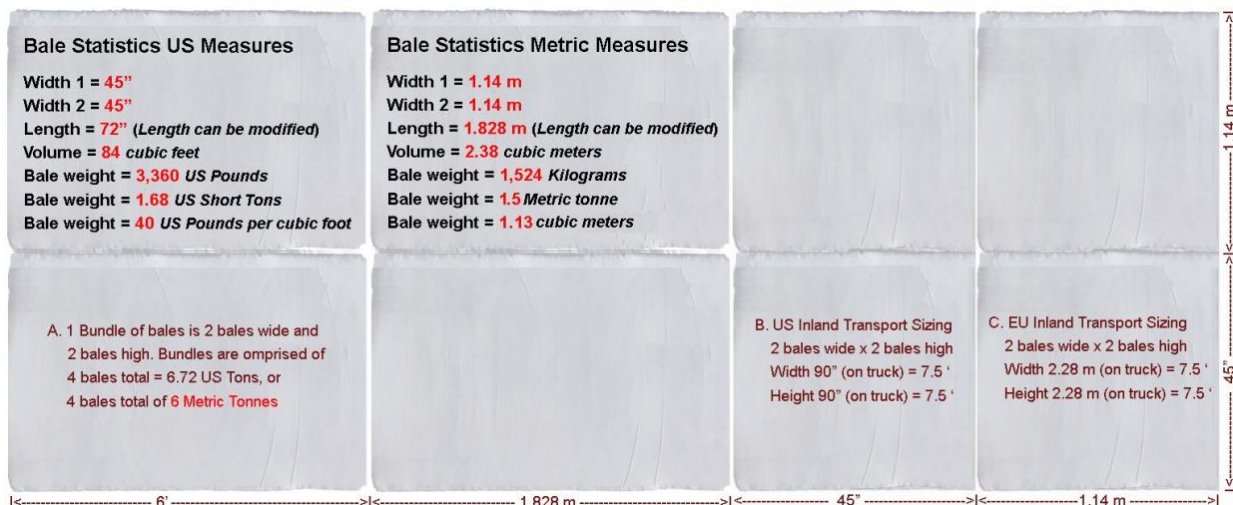 Bale Statistics US Measures
Width 1 = 45”
Width 2 = 45”
Length = 72” (Length can be modified)
Volume = 84 cubic feet
Bale weight = 3,360 US Pounds
Bale weight = 1.68 US Short Tons
Bale weight = 40 US Pounds per cubic foot
Bale Statistics Metric Measures
Width 1 = 1.14 m
Width 2 = 1.14 m
Length = 1.828 m (Length can be modified)
Volume = 2.38 cubic meters
Bale weight = 1,524 Kilograms
Bale weight = 1.5 Metric tonne
Bale weight = 1.13 cubic meters
1.14 m
A. 1 Bundle of bales is 2 bales wide and
2 bales high. Bundles are omprised of
4 bales total = 6.72 US Tons, or
4 bales total of 6 Metric Tonnes
B. US Inland Transport Sizing
2 bales wide x 2 bales high
Width 90” (on truck) = 7.5 ‘
Height 90” (on truck) = 7.5 ‘
C. EU Inland Transport Sizing
2 bales wide x 2 bales high
Width 2.28 m (on truck) = 7.5 ‘
Height 2.28 m (on truck) = 7.5 ‘
45”
6’
1.828 m
45”
1.14 m